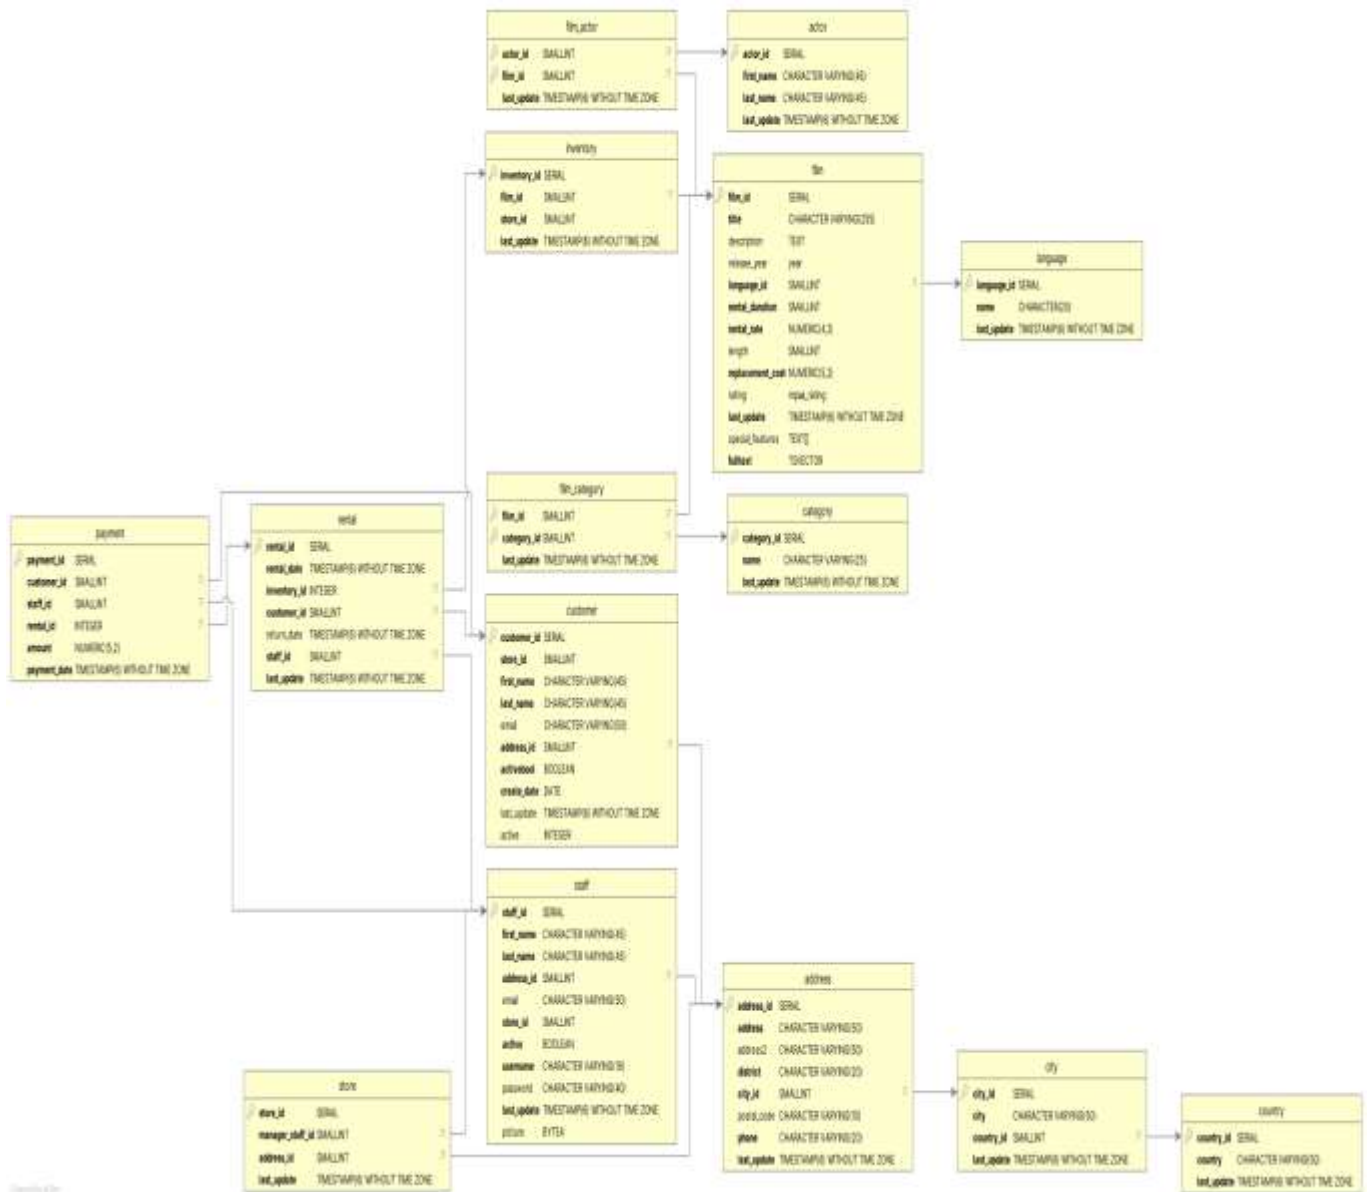 film_actor
actor_id SMALLINT
film_id SMALLINT
last_update TIMESTAMP(6) WITHOUT TIME ZONE
actor
actor_id SERIAL
first_name CHARACTER VARYING(45)
last_name CHARACTER VARYING(45)
last_update TIMESTAMP(6) WITHOUT TIME ZONE
inventory
inventory_id SERIAL
film_id SMALLINT
store_id SMALLINT
last_update TIMESTAMP(6) WITHOUT TIME ZONE
film
film_id SERIAL
title CHARACTER VARYING(255)
description TEXT
release_year year
language_id SMALLINT
rental_duration SMALLINT
rental_rate NUMERIC(4,2)
length SMALLINT
replacement_cost NUMERIC(5,2)
rating mpaa_rating
last_update TIMESTAMP(6) WITHOUT TIME ZONE
special_features TEXT[]
fulltext TSVECTOR
language
language_id SERIAL
name CHARACTER(20)
last_update TIMESTAMP(6) WITHOUT TIME ZONE
film_category
film_id SMALLINT
category_id SMALLINT
last_update TIMESTAMP(6) WITHOUT TIME ZONE
category
category_id SERIAL
name CHARACTER VARYING(25)
last_update TIMESTAMP(6) WITHOUT TIME ZONE
payment
payment_id SERIAL
customer_id SMALLINT
staff_id SMALLINT
rental_id INTEGER
amount NUMERIC(5,2)
payment_date TIMESTAMP(6) WITHOUT TIME ZONE
rental
rental_id SERIAL
rental_date TIMESTAMP(6) WITHOUT TIME ZONE
inventory_id INTEGER
customer_id SMALLINT
return_date TIMESTAMP(6) WITHOUT TIME ZONE
staff_id SMALLINT
last_update TIMESTAMP(6) WITHOUT TIME ZONE
customer
customer_id SERIAL
store_id SMALLINT
first_name CHARACTER VARYING(45)
last_name CHARACTER VARYING(45)
email CHARACTER VARYING(50)
address_id SMALLINT
activebool BOOLEAN
create_date DATE
last_update TIMESTAMP(6) WITHOUT TIME ZONE
active INTEGER
staff
staff_id SERIAL
first_name CHARACTER VARYING(45)
last_name CHARACTER VARYING(45)
address_id SMALLINT
email CHARACTER VARYING(50)
store_id SMALLINT
active BOOLEAN
username CHARACTER VARYING(16)
password CHARACTER VARYING(40)
last_update TIMESTAMP(6) WITHOUT TIME ZONE
picture BYTEA
store
store_id SERIAL
manager_staff_id SMALLINT
address_id SMALLINT
last_update TIMESTAMP(6) WITHOUT TIME ZONE
address
address_id SERIAL
address CHARACTER VARYING(50)
address2 CHARACTER VARYING(50)
district CHARACTER VARYING(20)
city_id SMALLINT
postal_code CHARACTER VARYING(10)
phone CHARACTER VARYING(20)
last_update TIMESTAMP(6) WITHOUT TIME ZONE
city
city_id SERIAL
city CHARACTER VARYING(50)
country_id SMALLINT
last_update TIMESTAMP(6) WITHOUT TIME ZONE
country
country_id SERIAL
country CHARACTER VARYING(50)
last_update TIMESTAMP(6) WITHOUT TIME ZONE